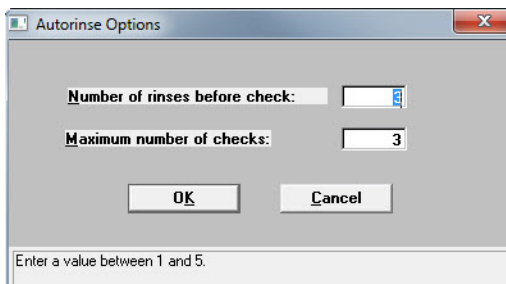 Autorinse Options
Number of rinses before check: 3
Maximum number of checks: 3
OK Cancel
Enter a value between 1 and 5.